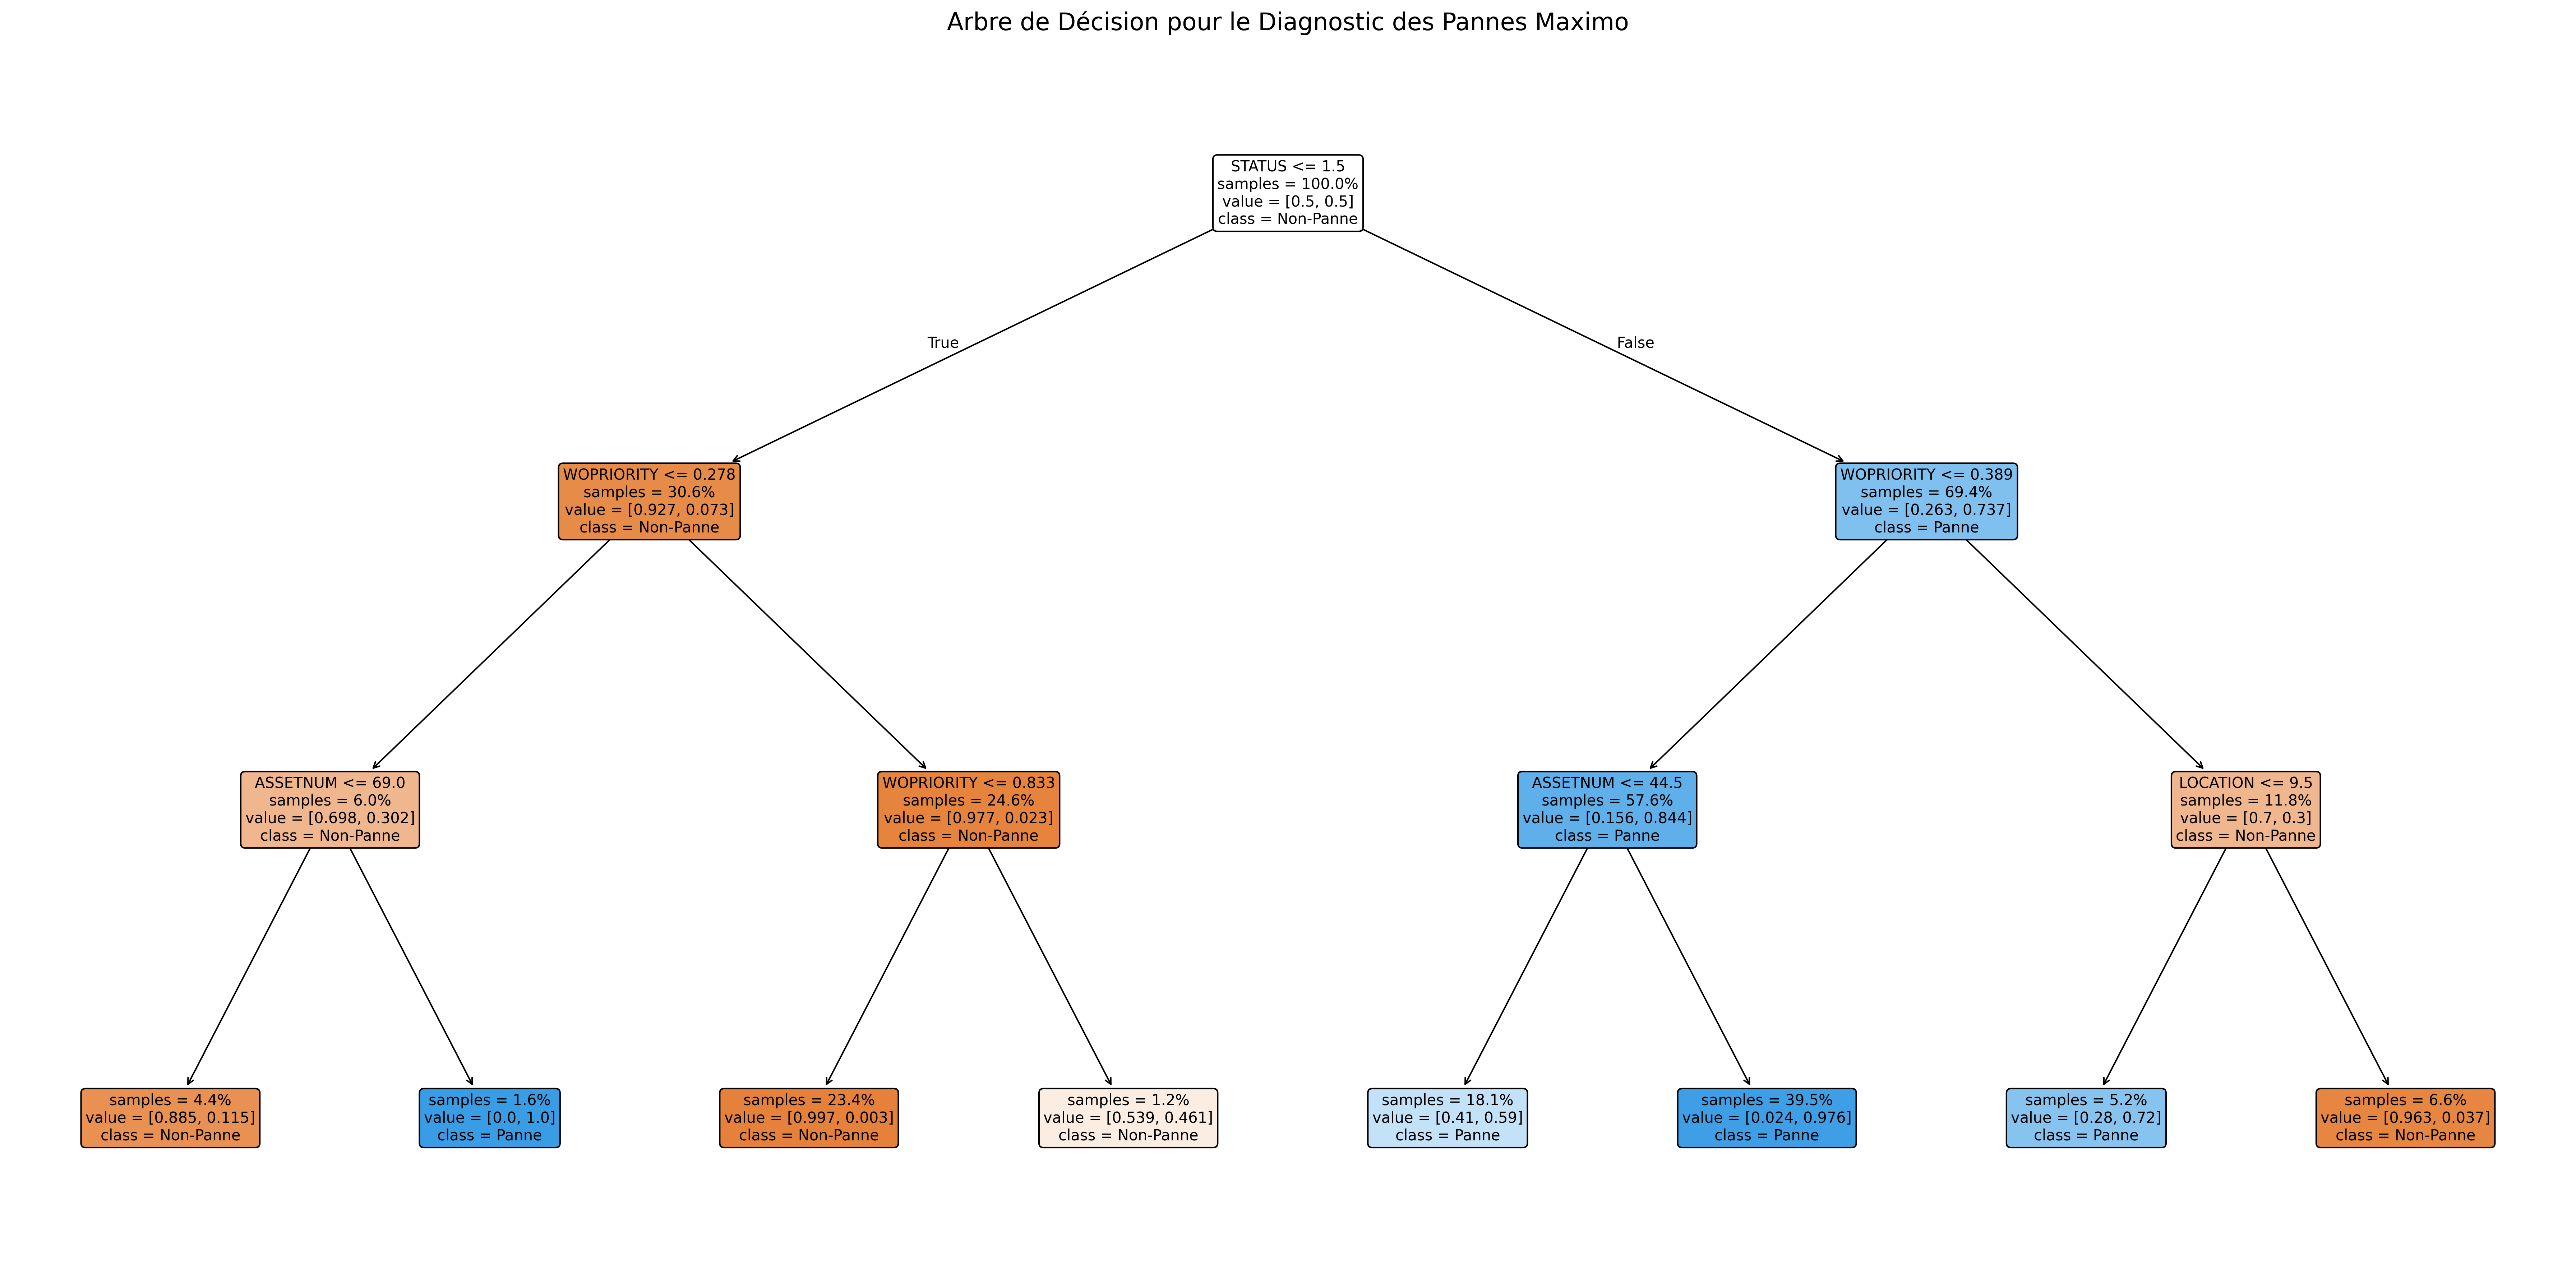 Arbre de Décision pour le Diagnostic des Pannes Maximo
STATUS <= 1.5
samples = 100.0%
value = [0.5, 0.5]
class = Non-Panne
True
False
WOPRIORITY <= 0.278
samples = 30.6%
value = [0.927, 0.073]
class = Non-Panne
WOPRIORITY <= 0.389
samples = 69.4%
value = [0.263, 0.737]
class = Panne
ASSETNUM <= 69.0
samples = 6.0%
value = [0.698, 0.302]
class = Non-Panne
WOPRIORITY <= 0.833
samples = 24.6%
value = [0.977, 0.023]
class = Non-Panne
ASSETNUM <= 44.5
samples = 57.6%
value = [0.156, 0.844]
class = Panne
LOCATION <= 9.5
samples = 11.8%
value = [0.7, 0.3]
class = Non-Panne
samples = 4.4%
value = [0.885, 0.115]
class = Non-Panne
samples = 1.6%
value = [0.0, 1.0]
class = Panne
samples = 23.4%
value = [0.997, 0.003]
class = Non-Panne
samples = 1.2%
value = [0.539, 0.461]
class = Non-Panne
samples = 18.1%
value = [0.41, 0.59]
class = Panne
samples = 39.5%
value = [0.024, 0.976]
class = Panne
samples = 5.2%
value = [0.28, 0.72]
class = Panne
samples = 6.6%
value = [0.963, 0.037]
class = Non-Panne